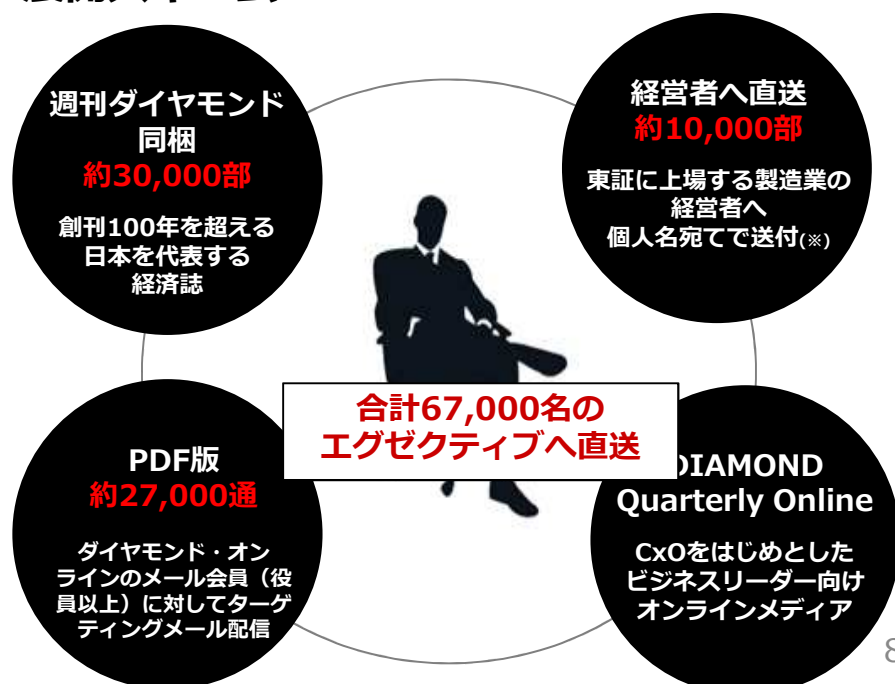 週刊ダイヤモンド
同梱
約30,000部
創刊100年を超える
日本を代表する
経済誌
経営者へ直送
約10,000部
東証に上場する製造業の
経営者へ
個人名宛てで送付(※)
合計67,000名の
エグゼクティブへ直送
PDF版
約27,000通
ダイヤモンド・オン
ラインのメール会員（役
員以上）に対してターゲ
ティングメール配信
DIAMOND
Quarterly Online
CxOをはじめとした
ビジネスリーダー向け
オンラインメディア
8